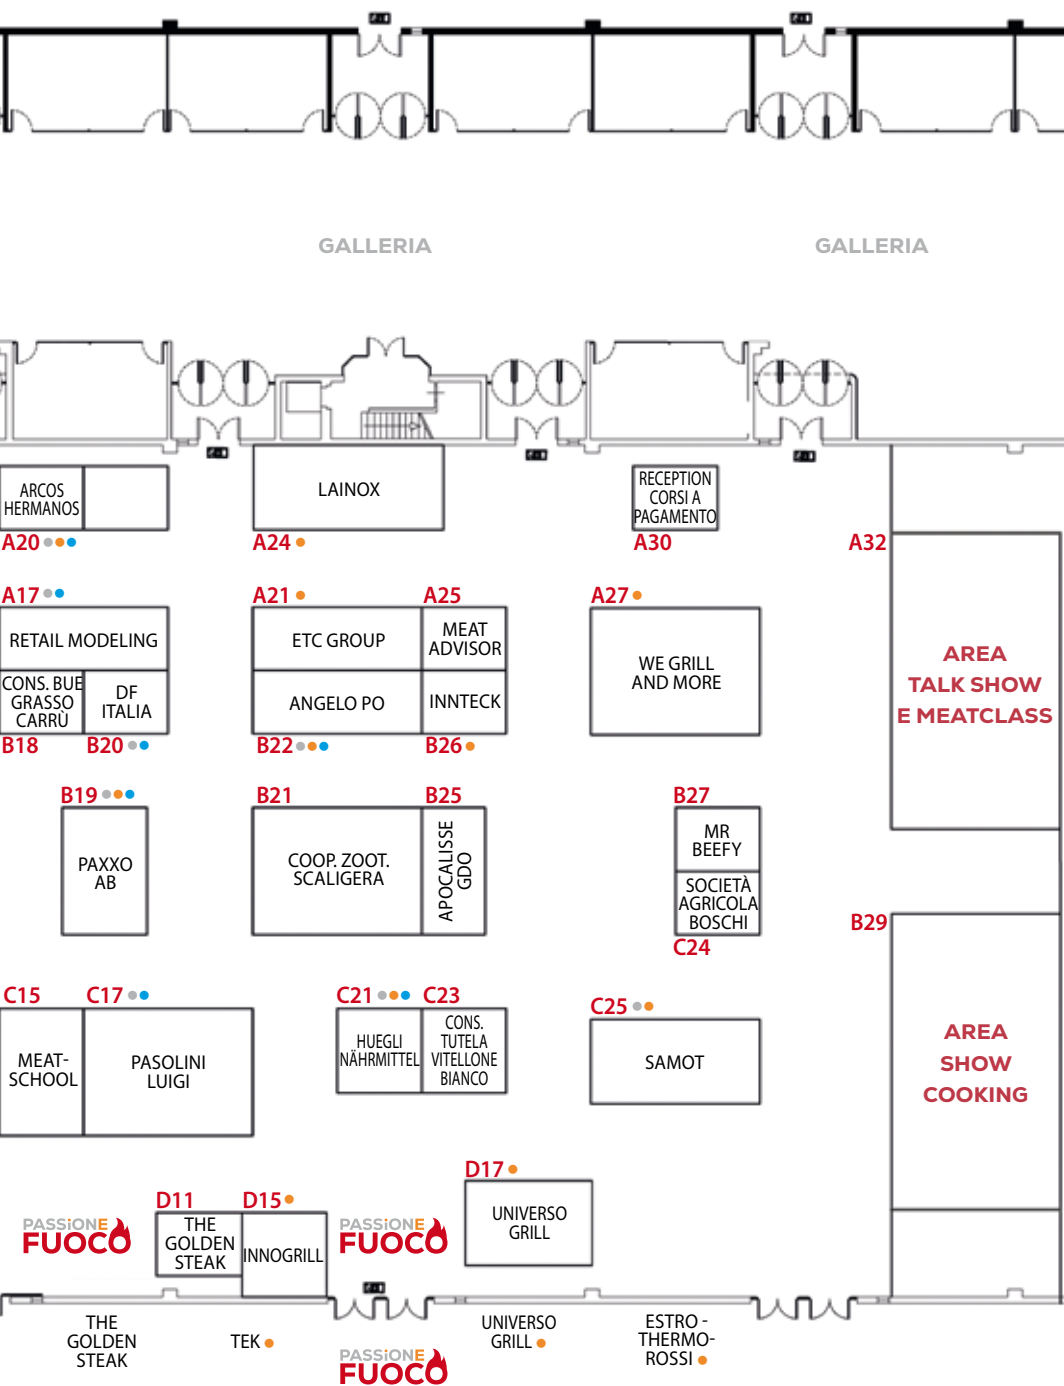 GALLERIA
GALLERIA
ARCOS
HERMANOS
A20
LAINOX
A24
RECEPTION
CORSI A
PAGAMENTO
A30
A32
A17
RETAIL MODELING
A21
ETC GROUP
A25
MEAT
ADVISOR
A27
WE GRILL
AND MORE
AREA
TALK SHOW
E MEATCLASS
CONS. BUE
GRASSO
CARRÙ
B18
DF
ITALIA
B20
ANGELO PO
B22
INNTECK
B26
B19
PAXXO
AB
B21
COOP. ZOOT.
SCALIGERA
B25
APOCALISSE
GDO
B27
MR
BEEFY
SOCIETÀ
AGRICOLA
BOSCHI
C24
B29
AREA
SHOW
COOKING
C15
MEAT-
SCHOOL
C17
PASOLINI
LUIGI
C21
HUEGLI
NÄHRMITTEL
C23
CONS.
TUTELA
VITELLONE
BIANCO
C25
SAMOT
D17
UNIVERSO
GRILL
PASSiONE
FUOCO
D11
THE
GOLDEN
STEAK
D15
INNOGRILL
PASSiONE
FUOCO
THE
GOLDEN
STEAK
TEK
PASSiONE
FUOCO
UNIVERSO
GRILL
ESTRO -
THERMO-
ROSSI